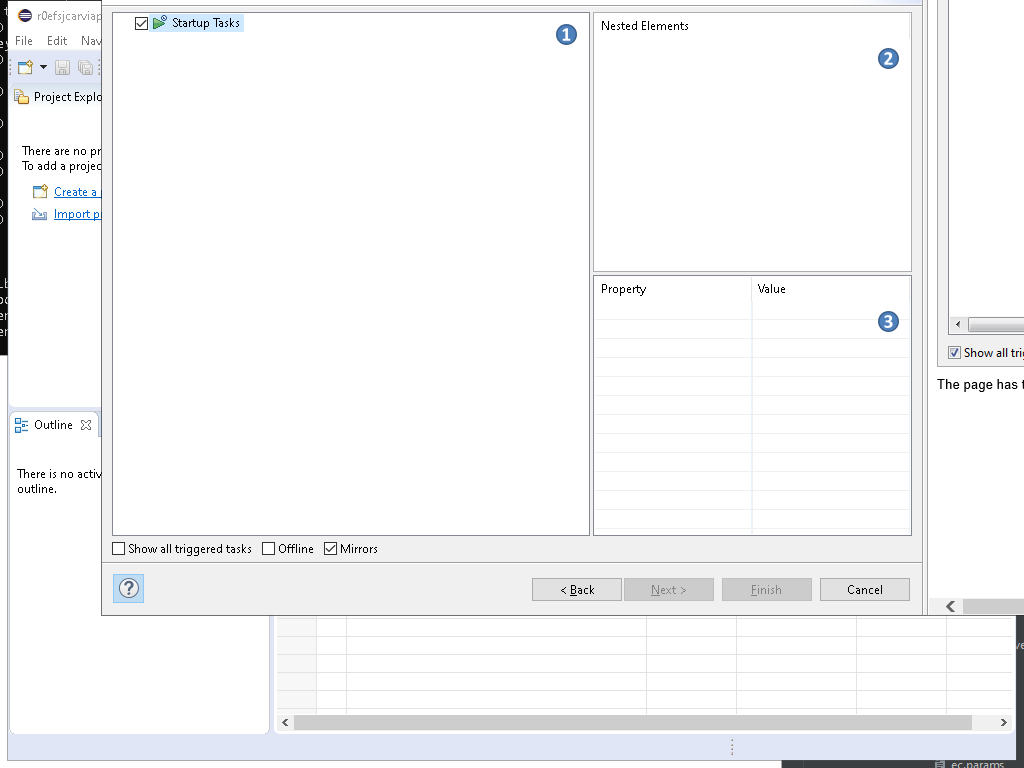 r0efsjcarviap
File Edit Nav
Project Explo
There are no pr
To add a projec
Create a
Import p
Outline
There is no activ
outline.
Startup Tasks
1
Nested Elements
2
Property Value
3
Show all triggered tasks Offline Mirrors
?
< Back Next > Finish Cancel
Show all trig
The page has t
ec.params